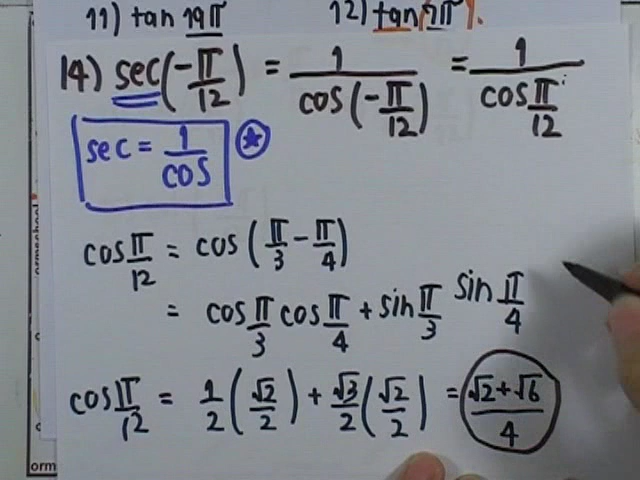 11) tan 19π
12) tan 7π
14) sec(-π/12) = 1/cos(-π/12) = 1/cos π/12
sec = 1/cos *
cos π/12 = cos(π/3 - π/4)
= cos π/3 cos π/4 + sin π/3 sin π/4
cos π/12 = 1/2(√2/2) + √3/2(√2/2) = (√2+√6)/4
orm